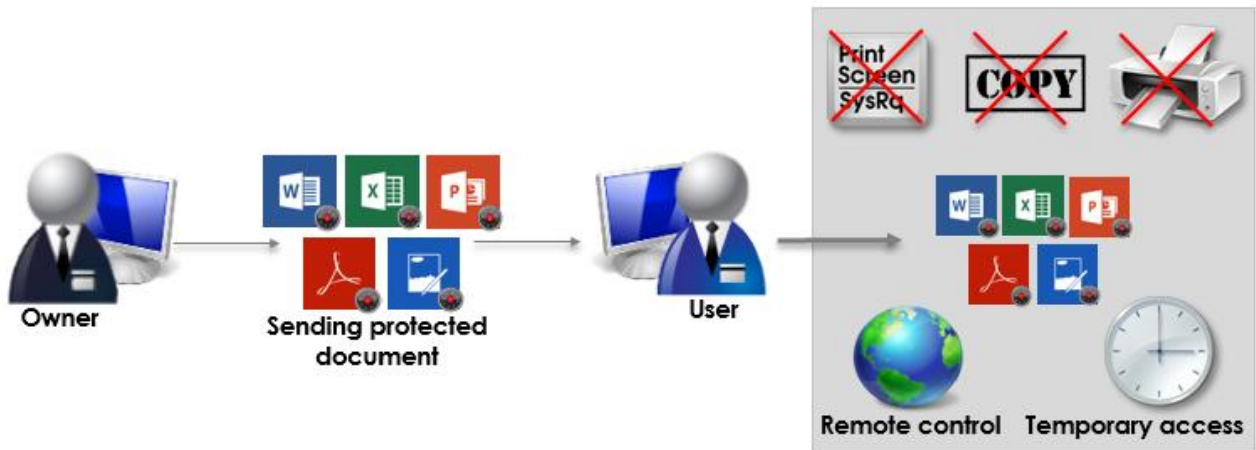 Print
Screen
SysRq
COPY
W
X
P
W
X
P
Owner
Sending protected
document
User
Remote control
Temporary access